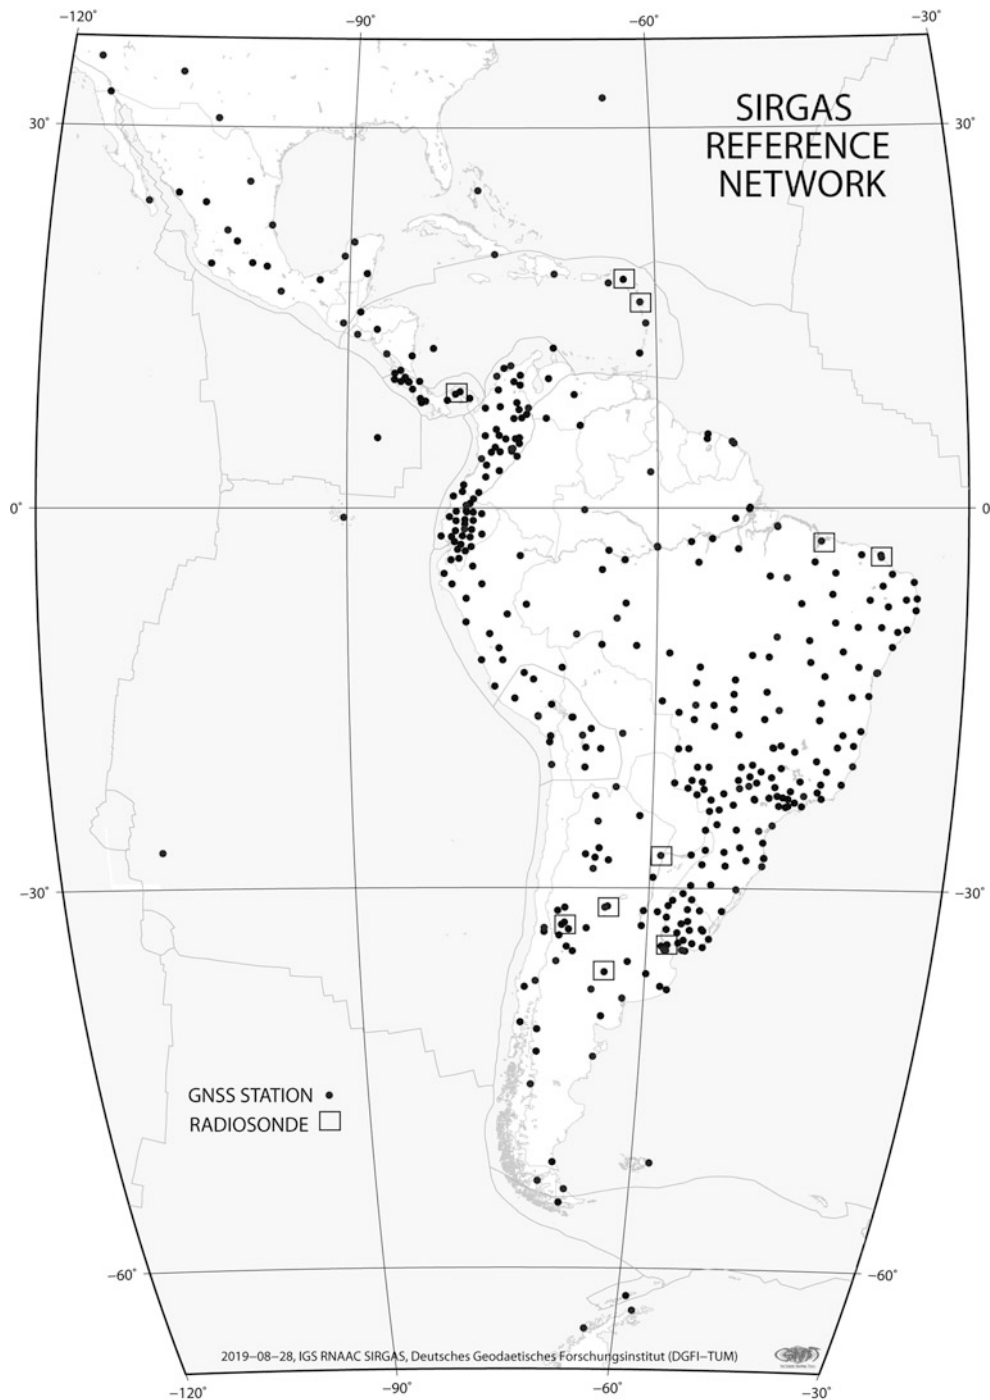 −120°
−90°
−60°
−30°
SIRGAS
REFERENCE
NETWORK
30°
30°
0°
0
−30°
−30°
GNSS STATION
RADIOSONDE
−60°
−60°
2019−08−28, IGS RNAAC SIRGAS, Deutsches Geodaetisches Forschungsinstitut (DGFI−TUM)
−120°
−90°
−60°
−30°